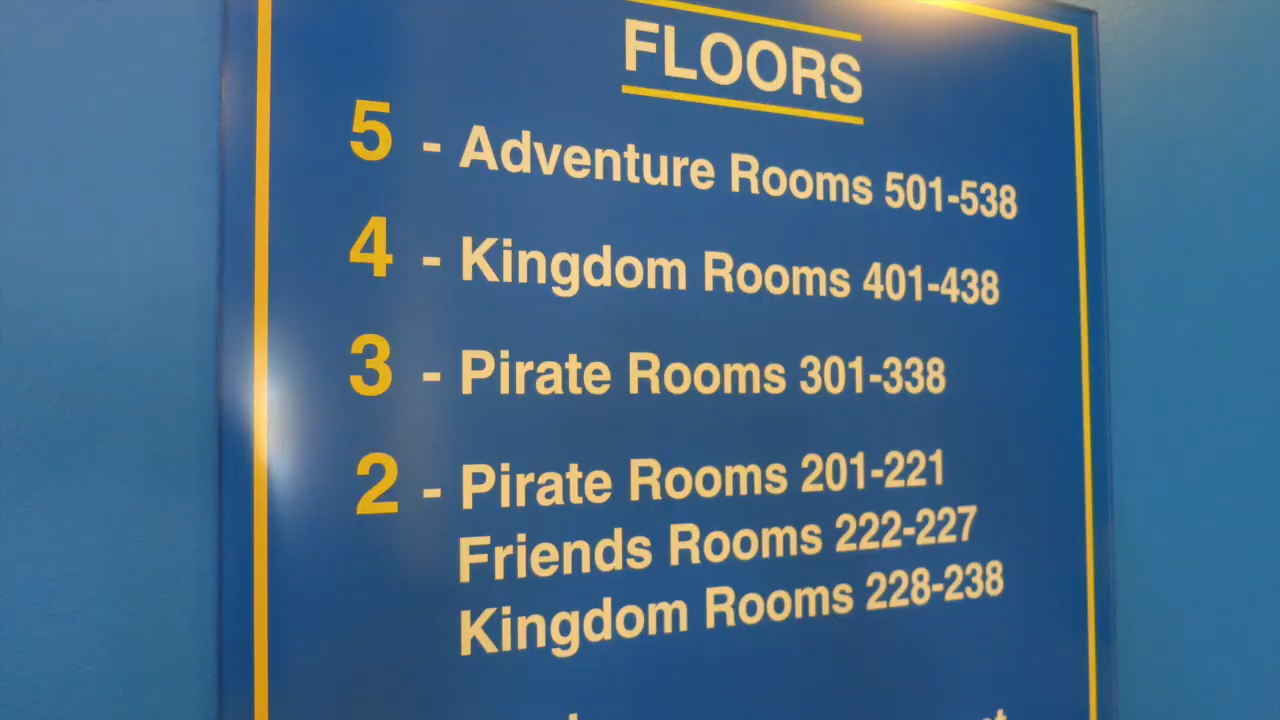 FLOORS
5 - Adventure Rooms 501-538
4 - Kingdom Rooms 401-438
3 - Pirate Rooms 301-338
2 - Pirate Rooms 201-221
Friends Rooms 222-227
Kingdom Rooms 228-238